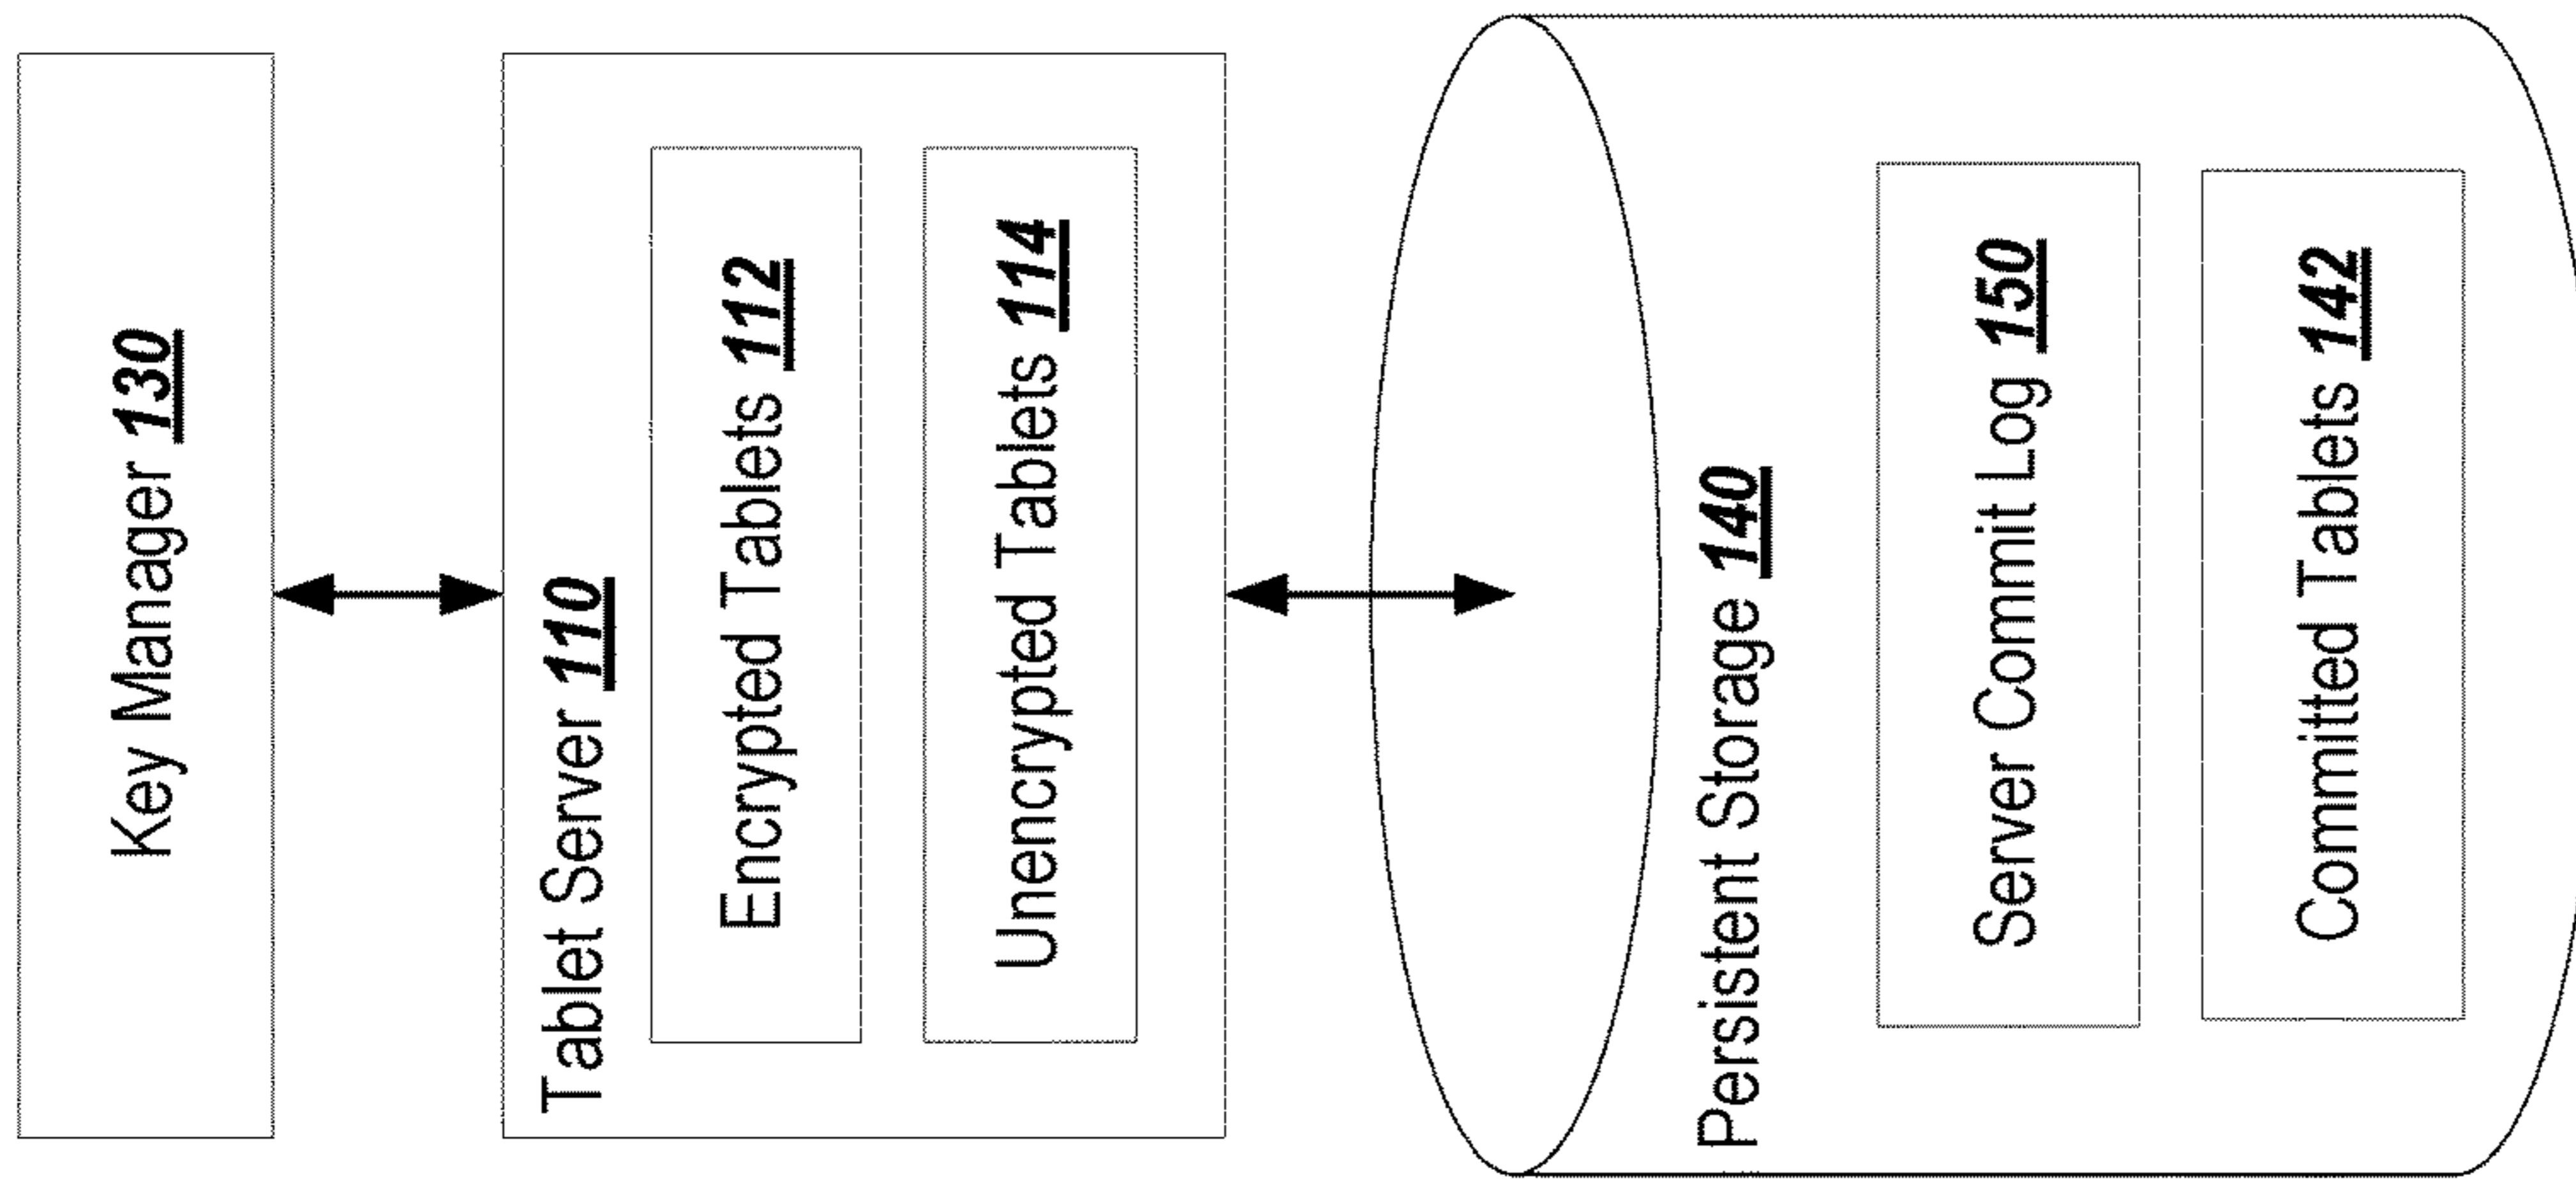 Key Manager 130
Tablet Server 110
Encrypted Tablets 112
Unencrypted Tablets 114
Persistent Storage 140
Server Commit Log 150
Committed Tablets 142